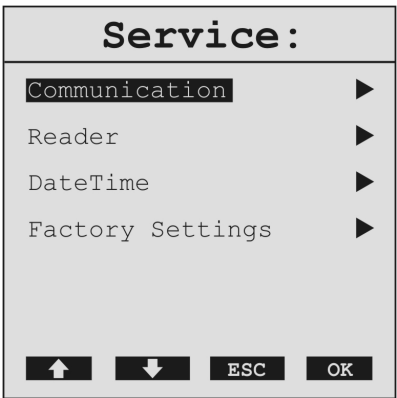 Service:
Communication
Reader
DateTime
Factory Settings
ESC OK